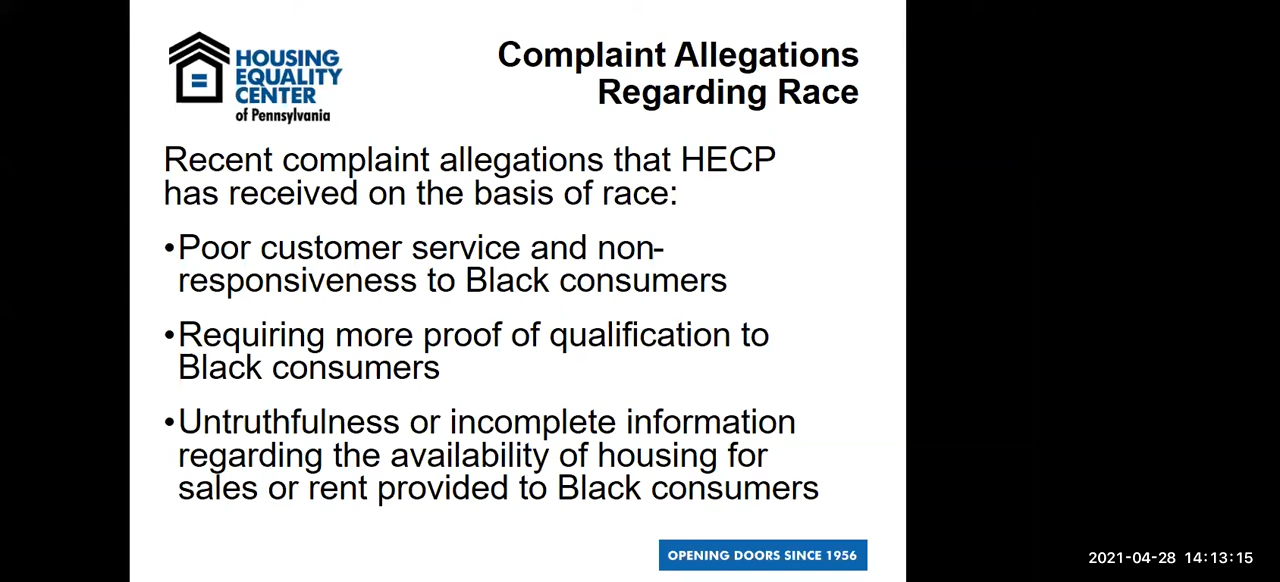 HOUSING
EQUALITY
CENTER
of Pennsylvania
Complaint Allegations
Regarding Race
Recent complaint allegations that HECP
has received on the basis of race:
•Poor customer service and non-
responsiveness to Black consumers
•Requiring more proof of qualification to
Black consumers
•Untruthfulness or incomplete information
regarding the availability of housing for
sales or rent provided to Black consumers
OPENING DOORS SINCE 1956
2021-04-28 14:13:15